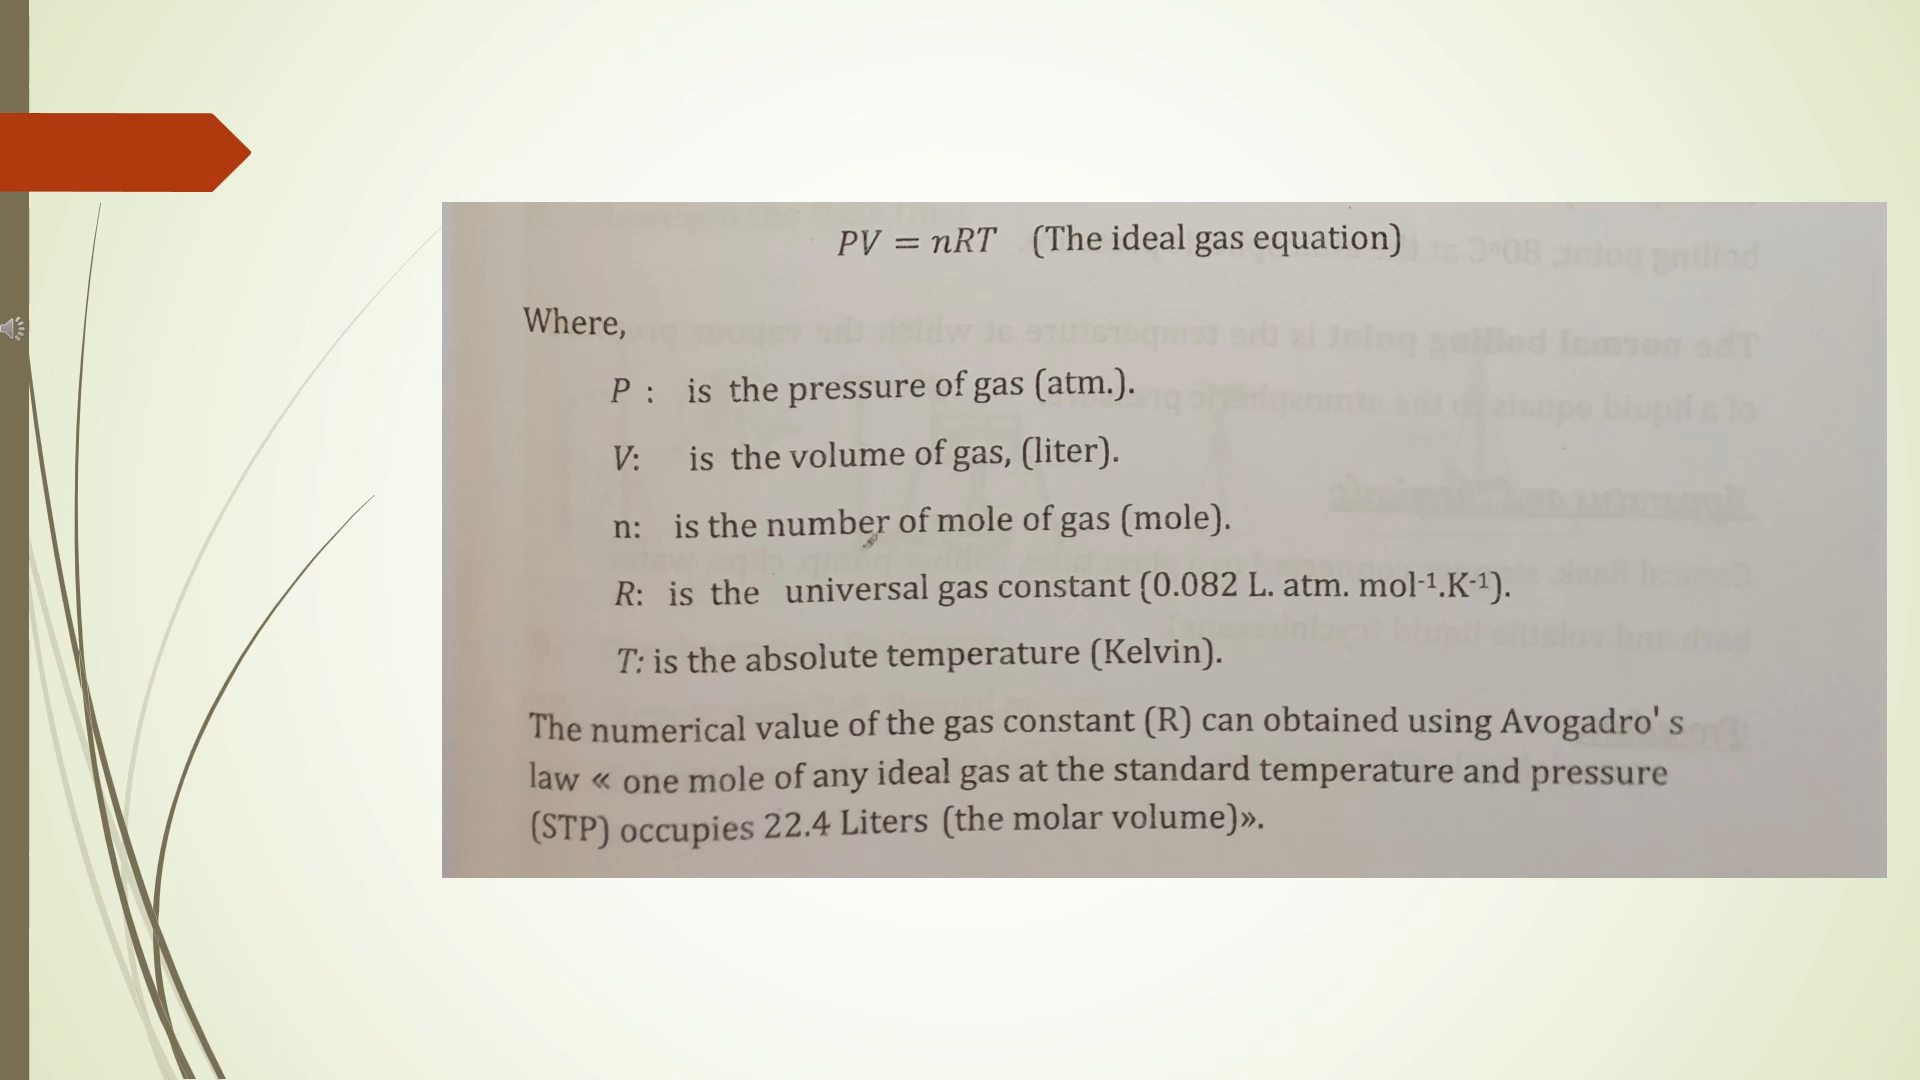 PV = nRT (The ideal gas equation)
Where,
P : is the pressure of gas (atm.).
V: is the volume of gas, (liter).
n: is the number of mole of gas (mole).
R: is the universal gas constant (0.082 L. atm. mol⁻¹.K⁻¹).
T: is the absolute temperature (Kelvin).
The numerical value of the gas constant (R) can obtained using Avogadro' s
law « one mole of any ideal gas at the standard temperature and pressure
(STP) occupies 22.4 Liters (the molar volume)».